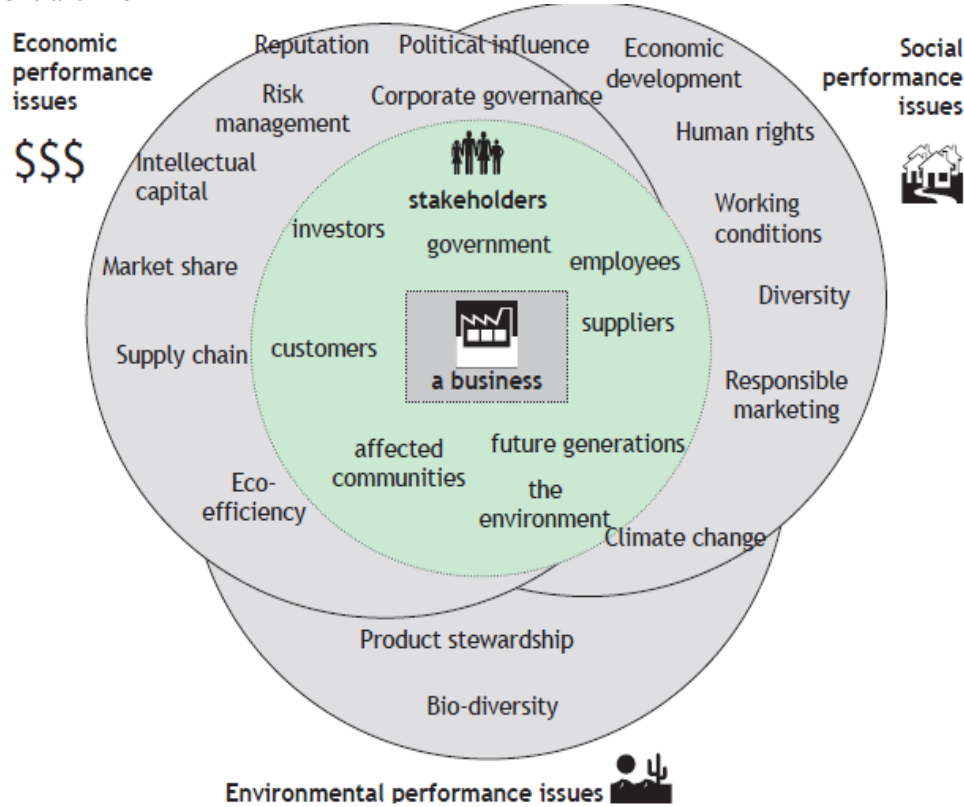 Economic
performance
issues
$$$
Reputation
Political influence
Economic
development
Social
performance
issues
Risk
management
Corporate governance
Human rights
Intellectual
capital
stakeholders
investors
government
employees
Working
conditions
Market share
Diversity
suppliers
Supply chain
customers
a business
Responsible
marketing
affected
communities
future generations
the
environment
Eco-
efficiency
Climate change
Product stewardship
Bio-diversity
Environmental performance issues